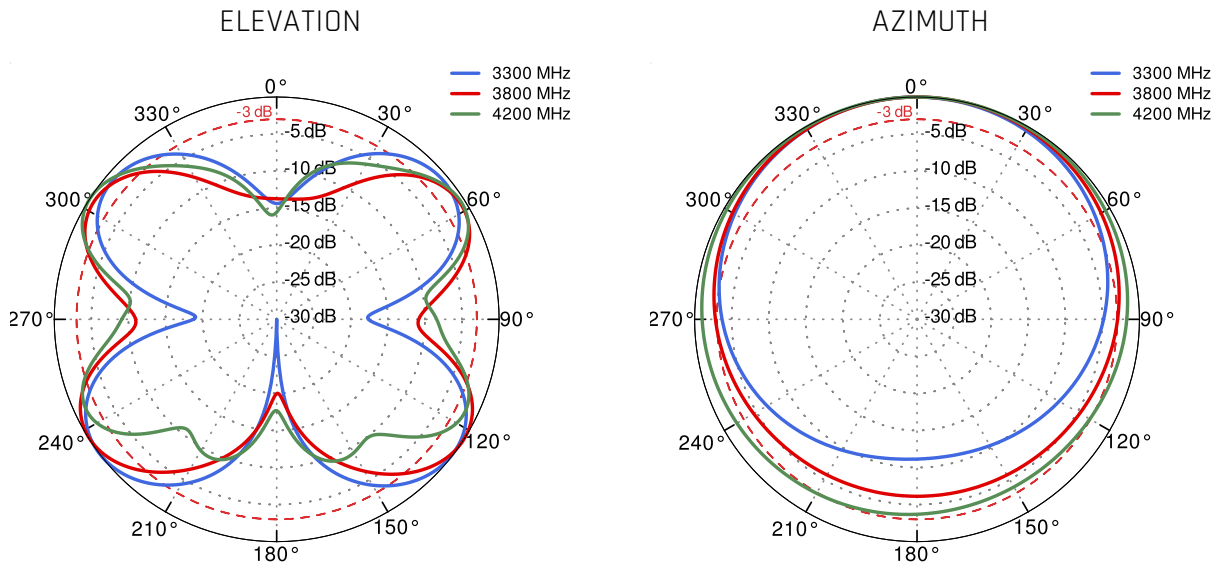 ELEVATION
3300 MHz
3800 MHz
4200 MHz
0°
30°
60°
90°
120°
150°
180°
210°
240°
270°
300°
330°
-3 dB
-5 dB
-10 dB
-15 dB
-20 dB
-25 dB
-30 dB
AZIMUTH
3300 MHz
3800 MHz
4200 MHz
0°
30°
60°
90°
120°
150°
180°
210°
240°
270°
300°
330°
-3 dB
-5 dB
-10 dB
-15 dB
-20 dB
-25 dB
-30 dB